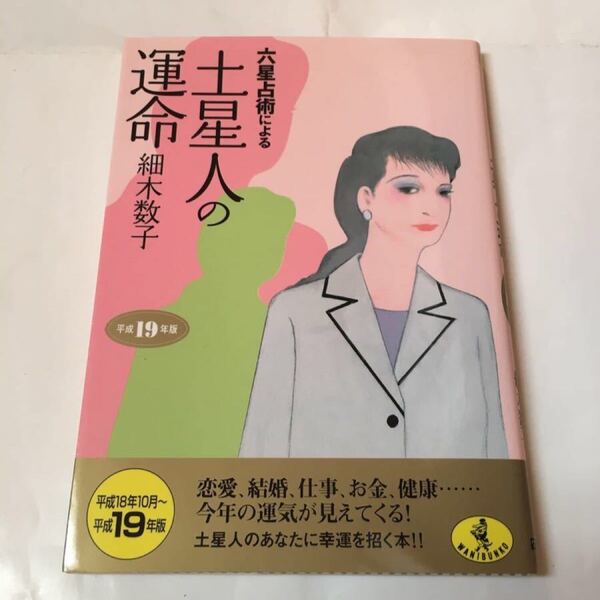 六星占術による
土星人の
運命
細木数子
平成19年版
平成18年10月～
平成19年版
恋愛、結婚、仕事、お金、健康……
今年の運気が見えてくる!
土星人のあなたに幸運を招く本!!
WANIBUNKO